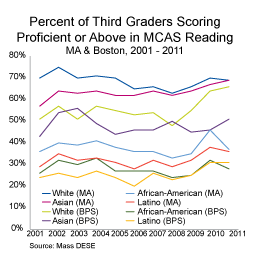 Percent of Third Graders Scoring
Proficient or Above in MCAS Reading
MA & Boston, 2001 - 2011
80%
70%
60%
50%
40%
30%
20%
10%
0%
White (MA) African-American (MA)
Asian (MA) Latino (MA)
White (BPS) African-American (BPS)
Asian (BPS) Latino (BPS)
2001 2002 2003 2004 2005 2006 2007 2008 2009 2010 2011
Source: Mass DESE